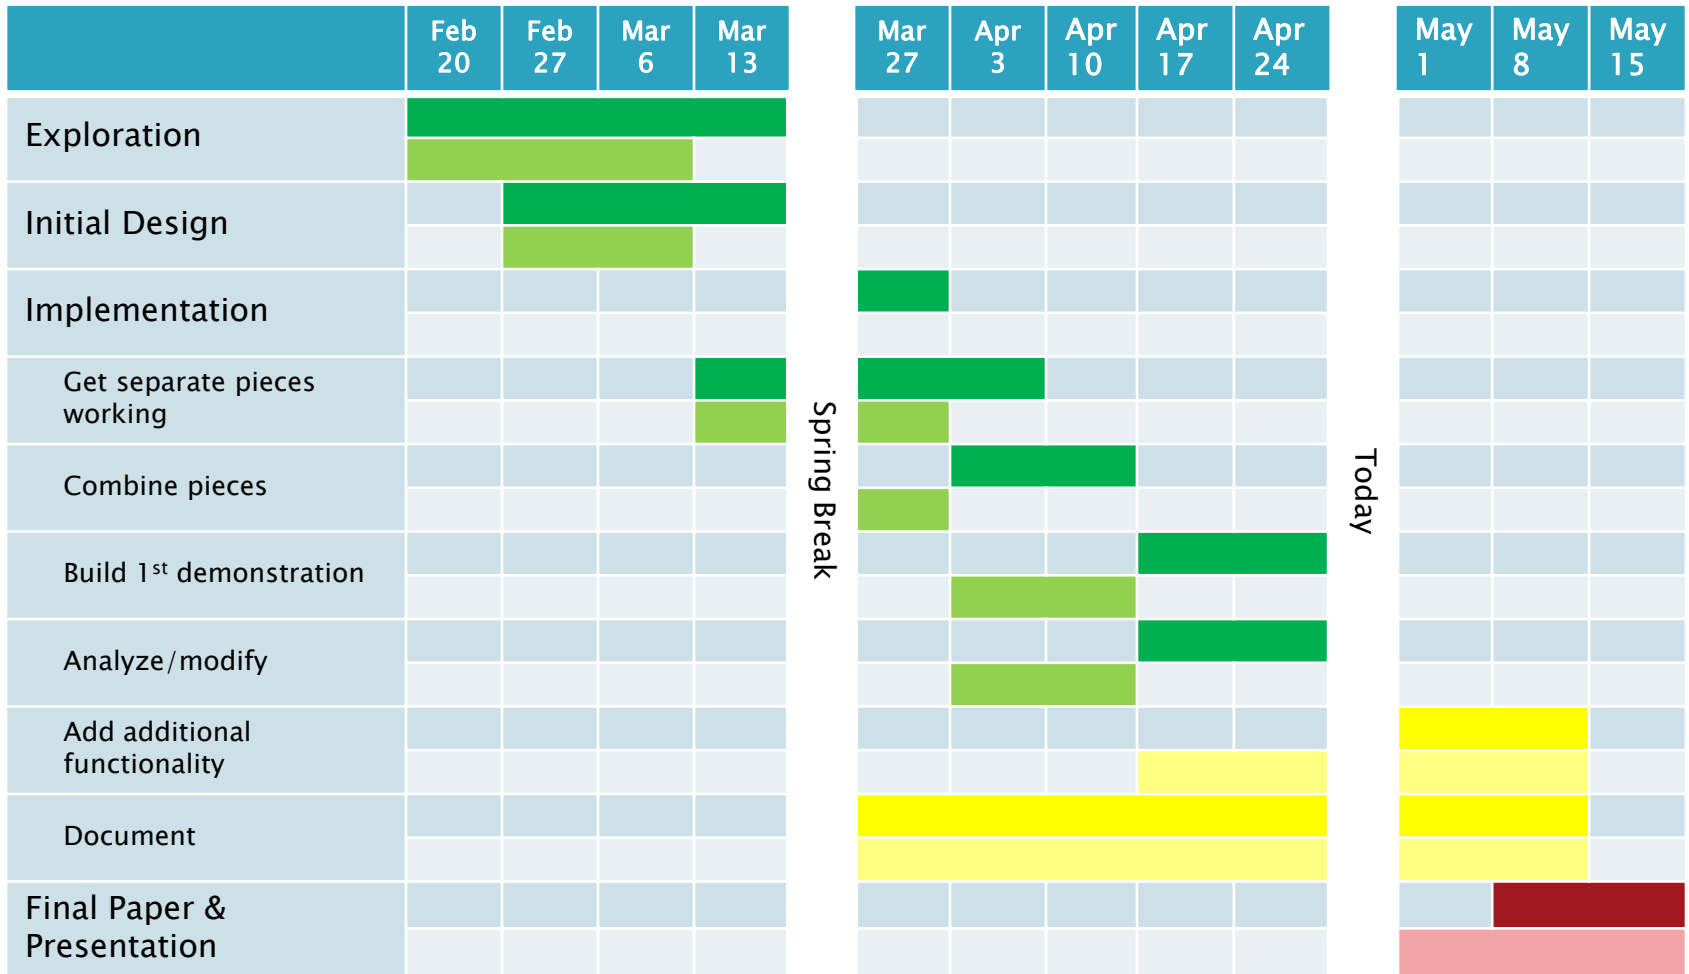 Feb 20
Feb 27
Mar 6
Mar 13
Mar 27
Apr 3
Apr 10
Apr 17
Apr 24
May 1
May 8
May 15
Exploration
Initial Design
Implementation
Get separate pieces
working
Combine pieces
Build 1st demonstration
Analyze/modify
Add additional
functionality
Document
Final Paper &
Presentation
Spring Break
Today